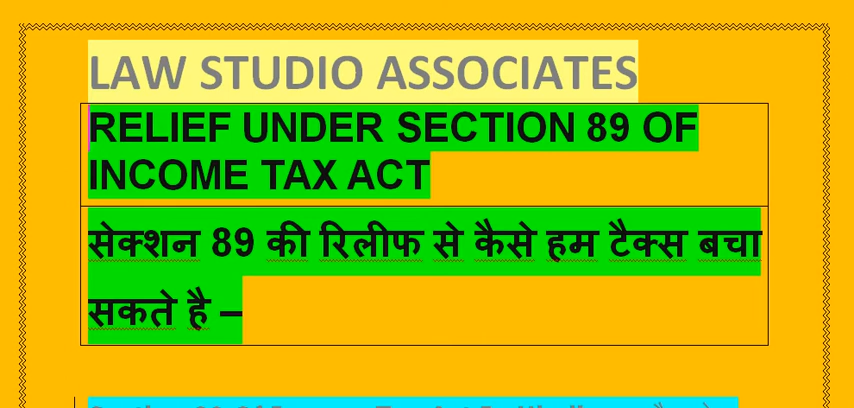 LAW STUDIO ASSOCIATES
RELIEF UNDER SECTION 89 OF
INCOME TAX ACT
सेक्शन 89 की रिलीफ से कैसे हम टैक्स बचा
सकते है –